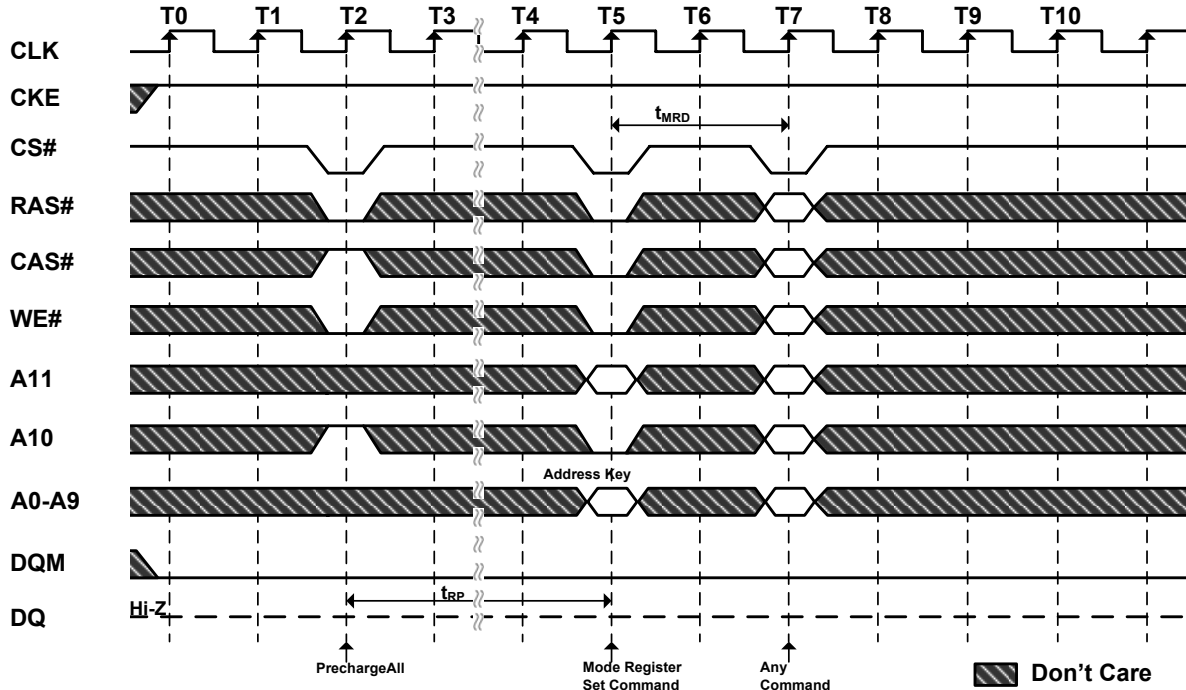 T0 T1 T2 T3 T4 T5 T6 T7 T8 T9 T10
CLK
CKE
tMRD
CS#
RAS#
CAS#
WE#
A11
A10
Address Key
A0-A9
DQM
Hi-Z
tRP
DQ
PrechargeAll
Mode Register
Set Command
Any
Command
Don't Care